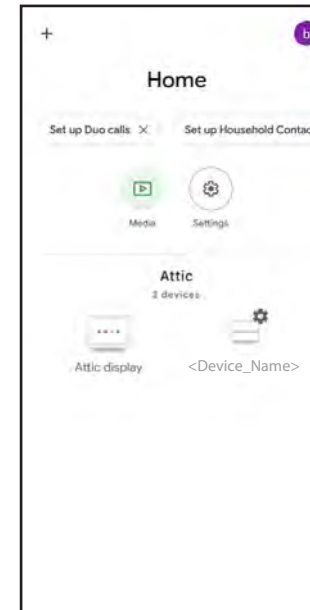 +
b
Home
Set up Duo calls ×
Set up Household Contac
Media
Settings
Attic
2 devices
Attic display
<Device_Name>